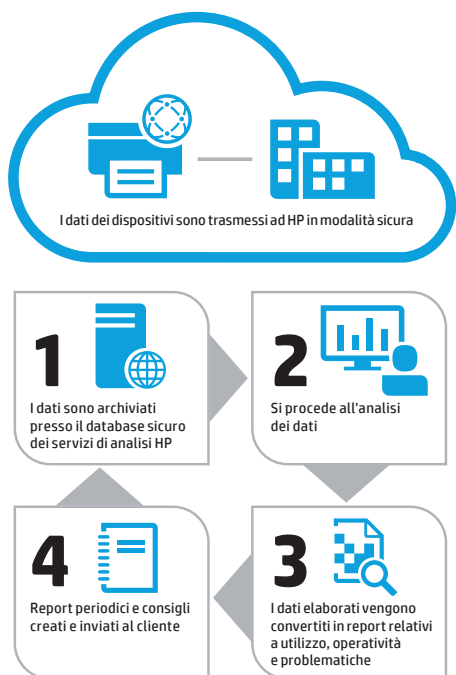 I dati dei dispositivi sono trasmessi ad HP in modalità sicura
1
I dati sono archiviati
presso il database sicuro
dei servizi di analisi HP
2
Si procede all'analisi
dei dati
3
I dati elaborati vengono
convertiti in report relativi
a utilizzo, operatività
e problematiche
4
Report periodici e consigli
creati e inviati al cliente